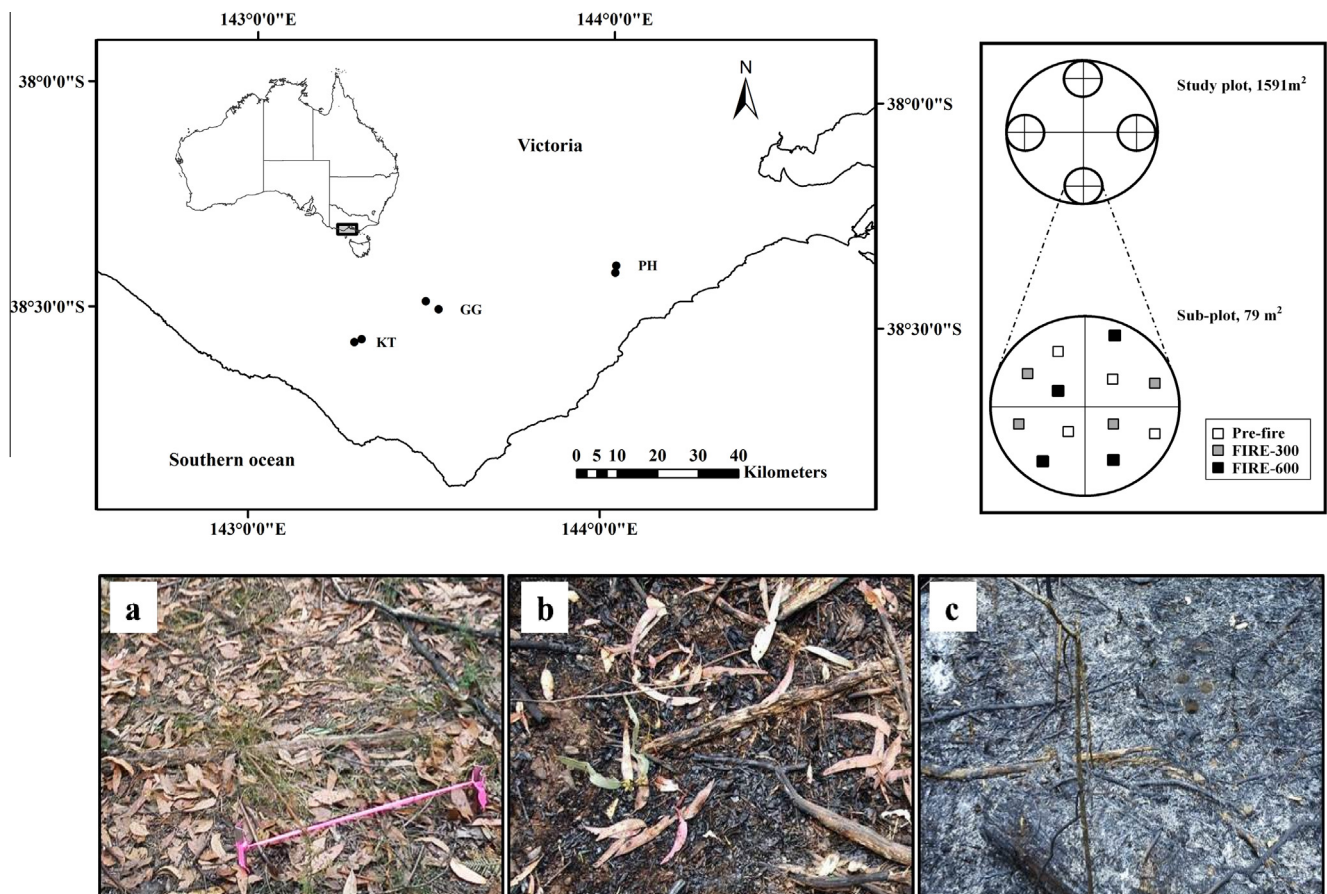 143°0'0"E
144°0'0"E
38°0'0"S
38°0'0"S
N
Victoria
PH
GG
KT
38°30'0"S
38°30'0"S
Southern ocean
0 5 10 20 30 40
Kilometers
143°0'0"E
144°0'0"E
Study plot, 1591m²
Sub-plot, 79 m²
Pre-fire
FIRE-300
FIRE-600
a
b
c